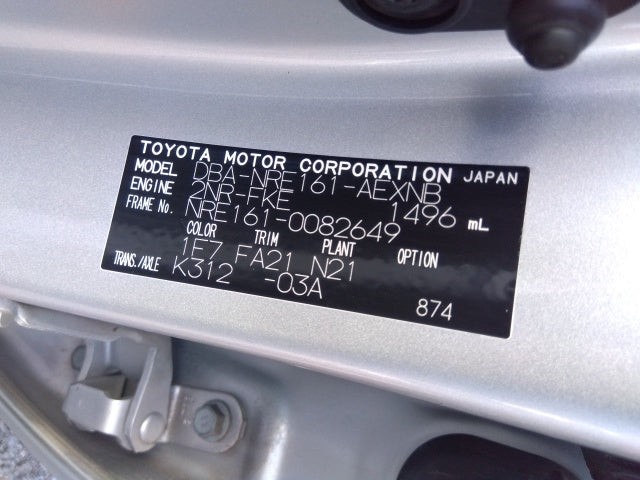 TOYOTA MOTOR CORPORATION JAPAN
MODEL DBA-NRE161-AEXNB
ENGINE 2NR-FKE 1496 mL
FRAME No. NRE161-0082649
COLOR TRIM PLANT OPTION
1F7 FA21 N21
TRANS./AXLE K312 -03A
874